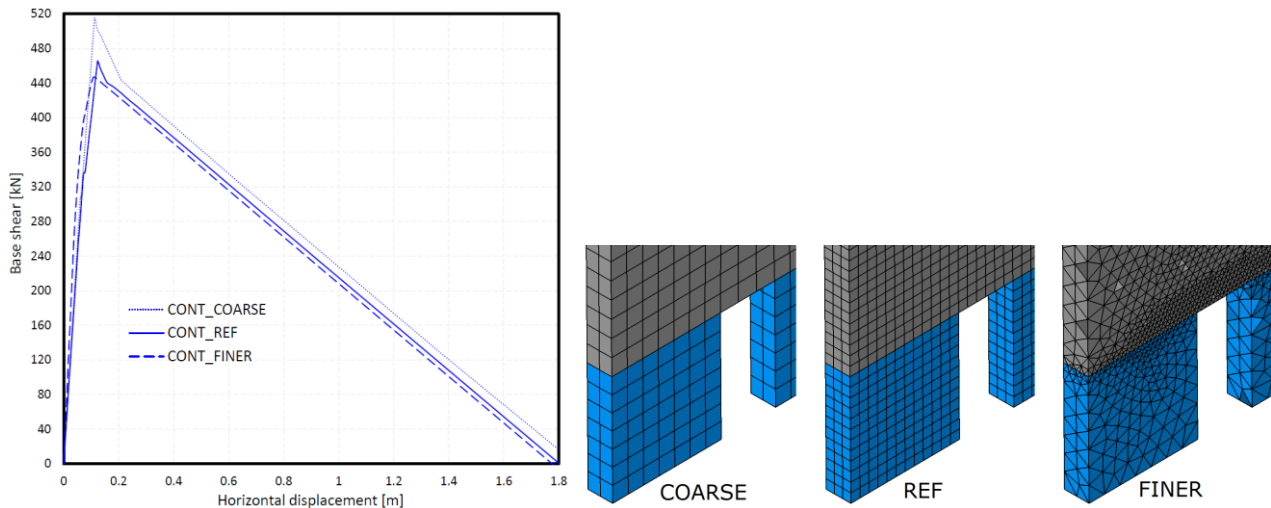 520
480
440
400
360
320
280
240
200
160
120
80
40
0
Base shear [kN]
CONT_COARSE
CONT_REF
CONT_FINER
0 0.2 0.4 0.6 0.8 1 1.2 1.4 1.6 1.8
Horizontal displacement [m]
COARSE
REF
FINER